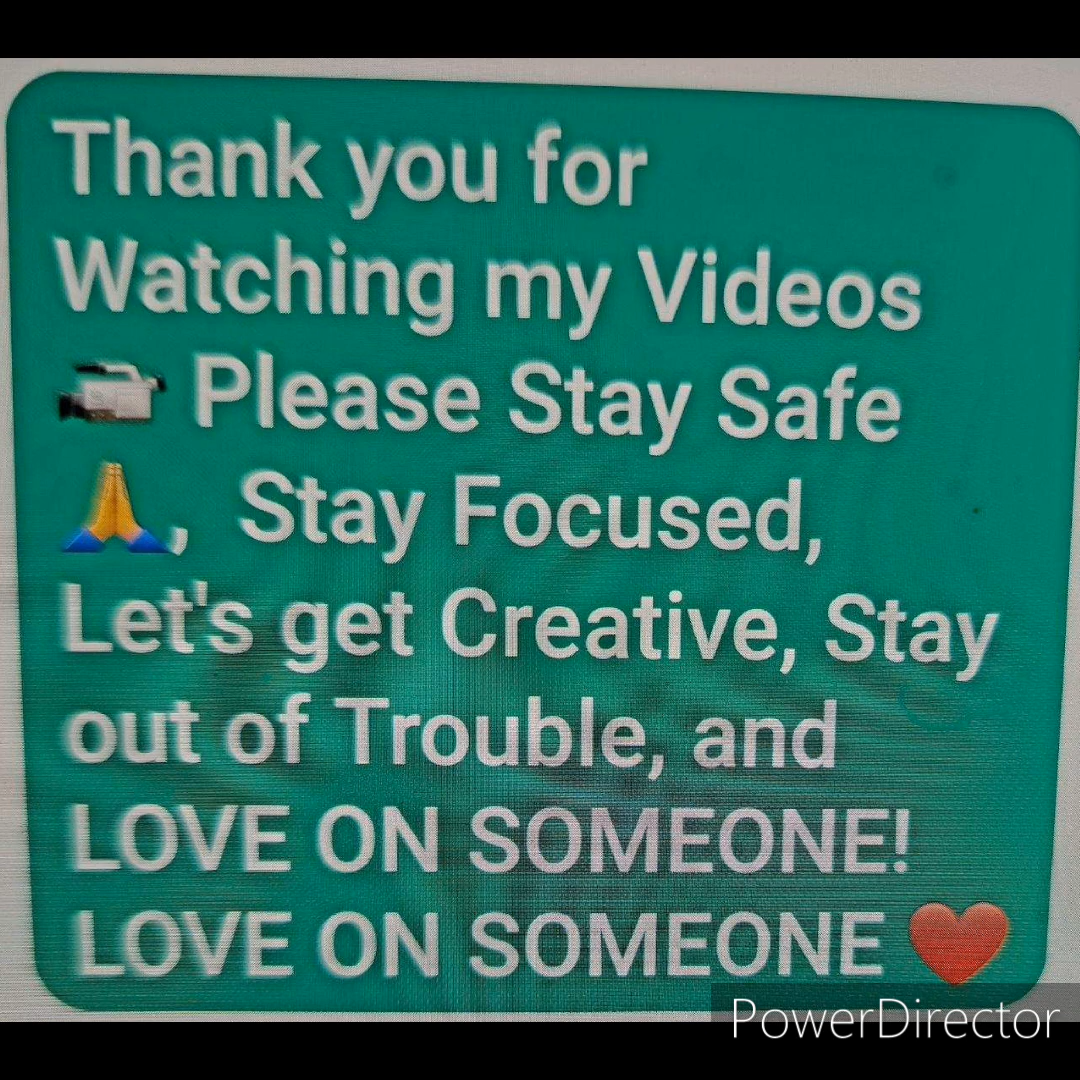 Thank you for
Watching my Videos
🎥 Please Stay Safe
🙏,  Stay Focused,
Let's get Creative, Stay
out of Trouble, and
LOVE ON SOMEONE!
LOVE ON SOMEONE ❤️
PowerDirector